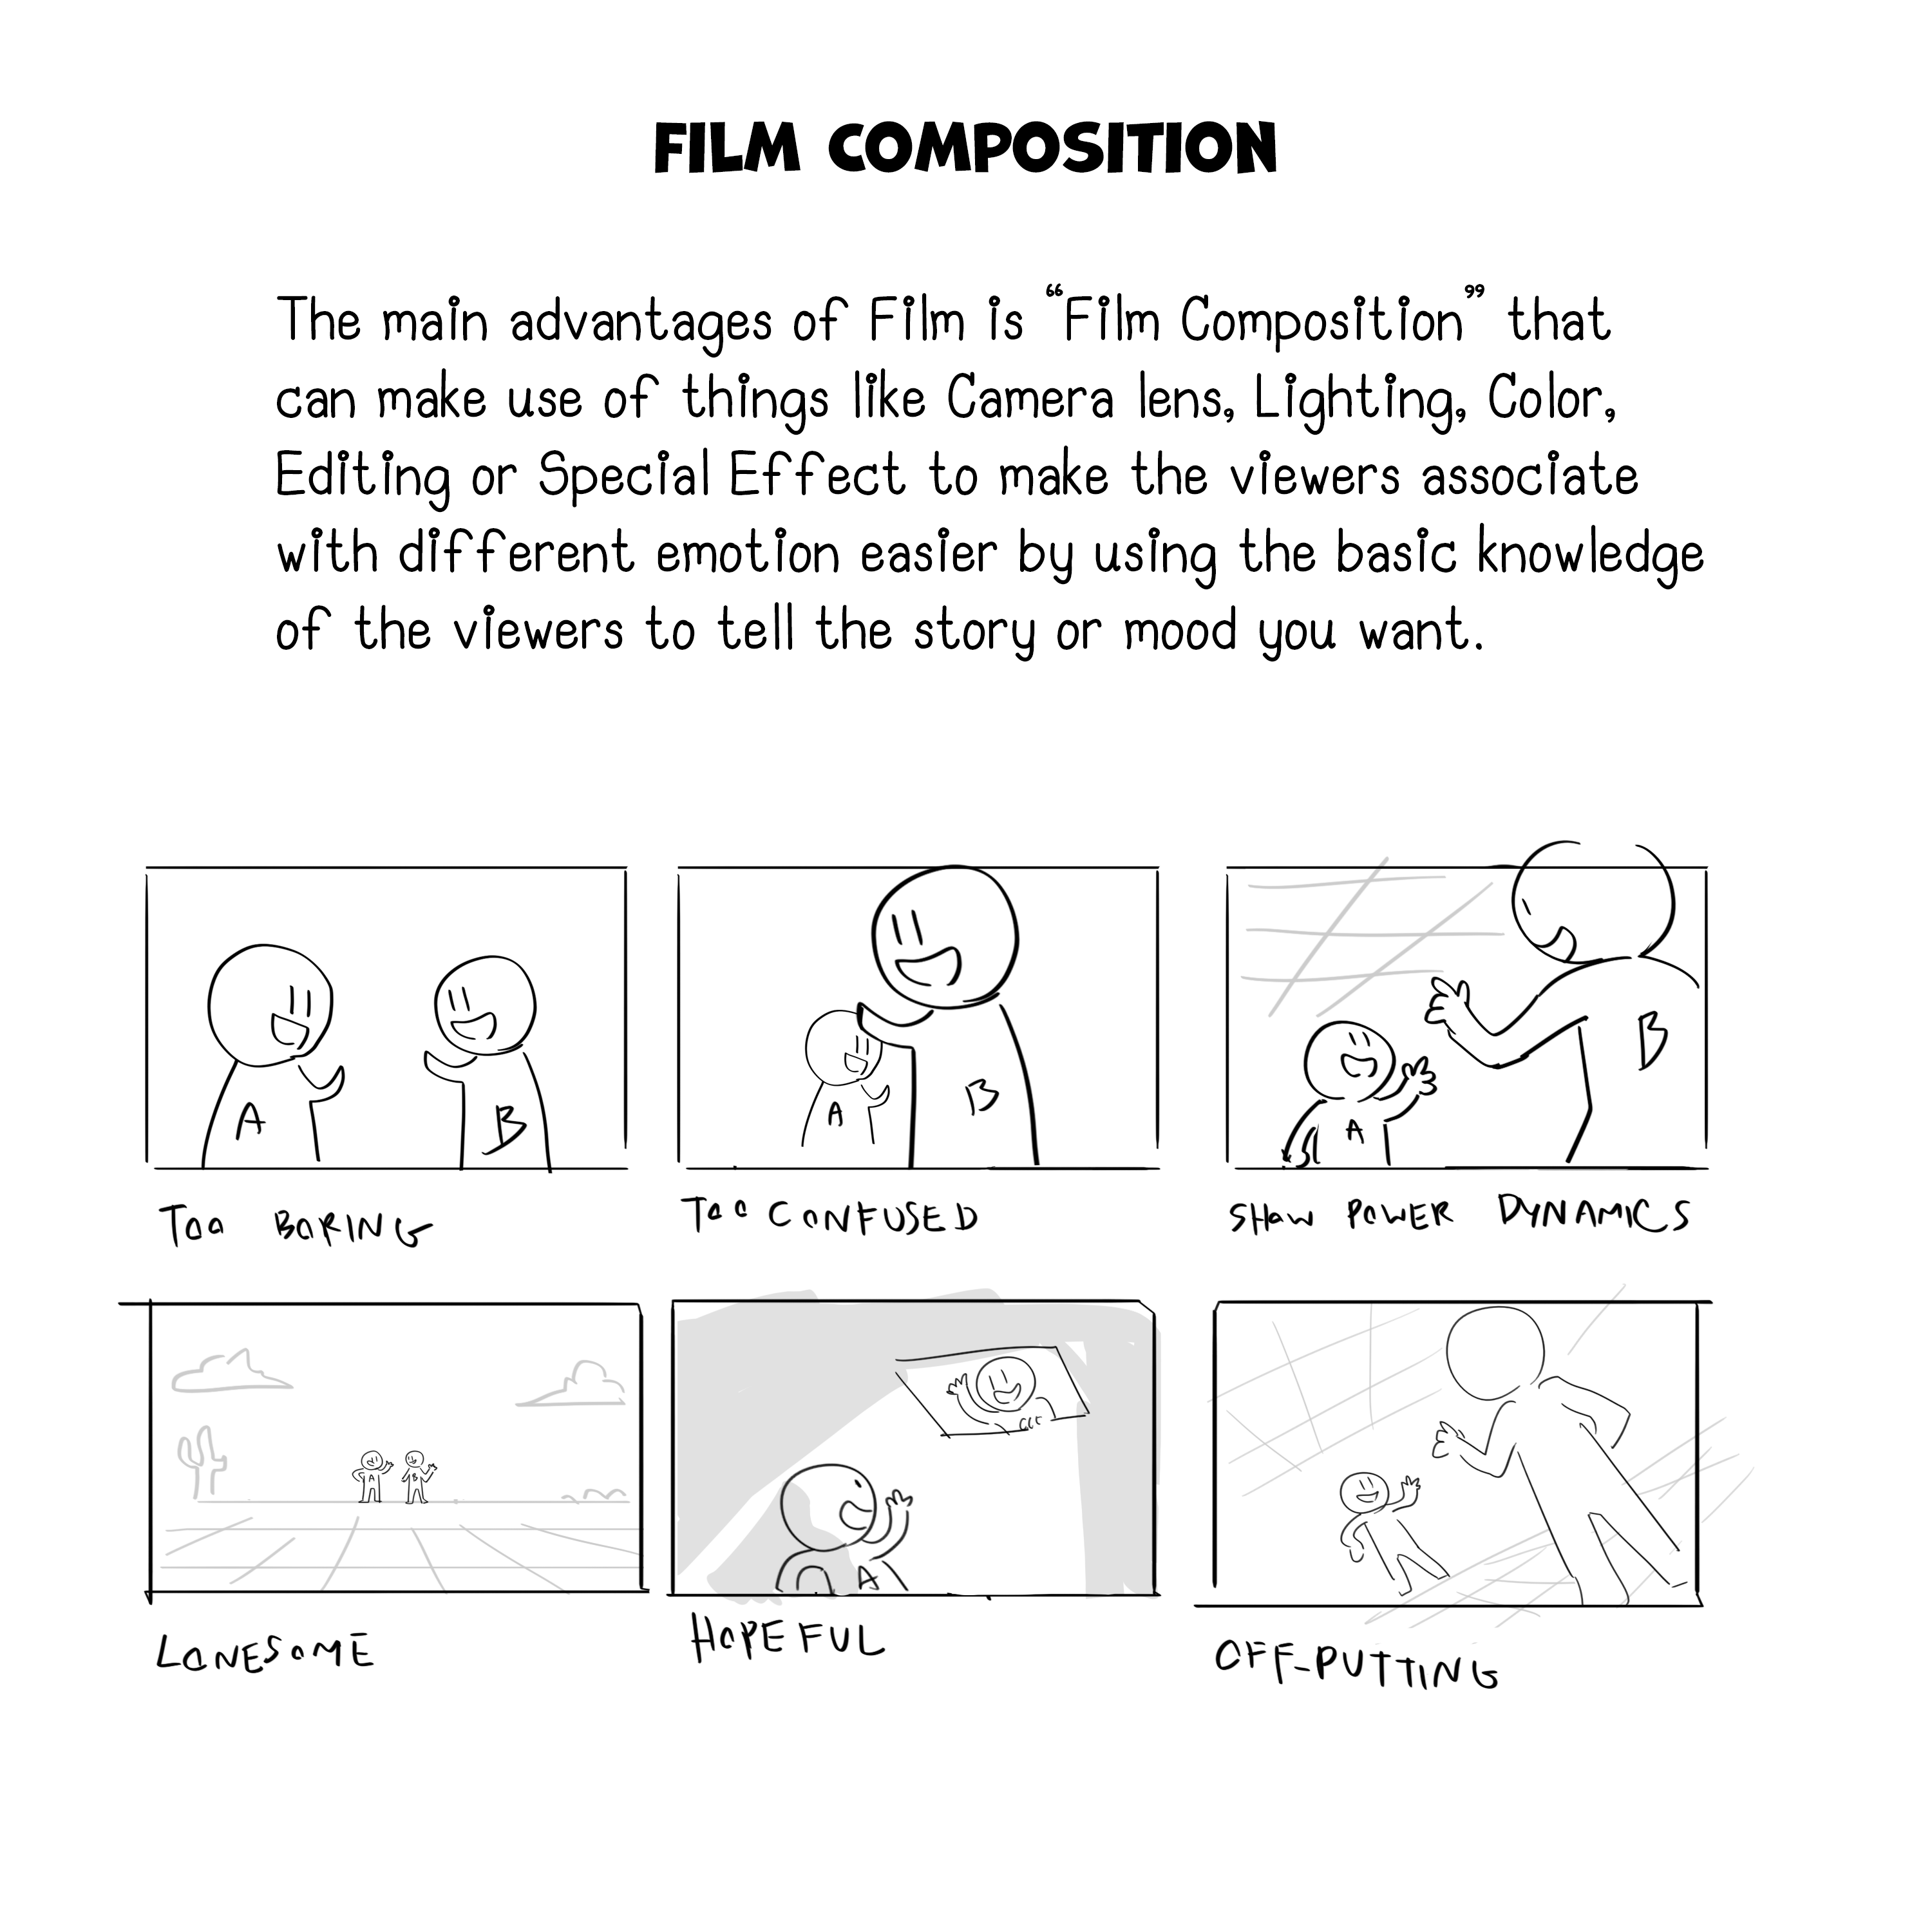 FILM COMPOSITION
The main advantages of Film is “Film Composition” that
can make use of things like Camera lens, Lighting, Color,
Editing or Special Effect to make the viewers associate
with different emotion easier by using the basic knowledge
of the viewers to tell the story or mood you want.
A B
A B
A B
TOO BORING
TOO CONFUSED
SHOW POWER DYNAMICS
A B
A
LONESOME
HOPEFUL
OFF-PUTTING